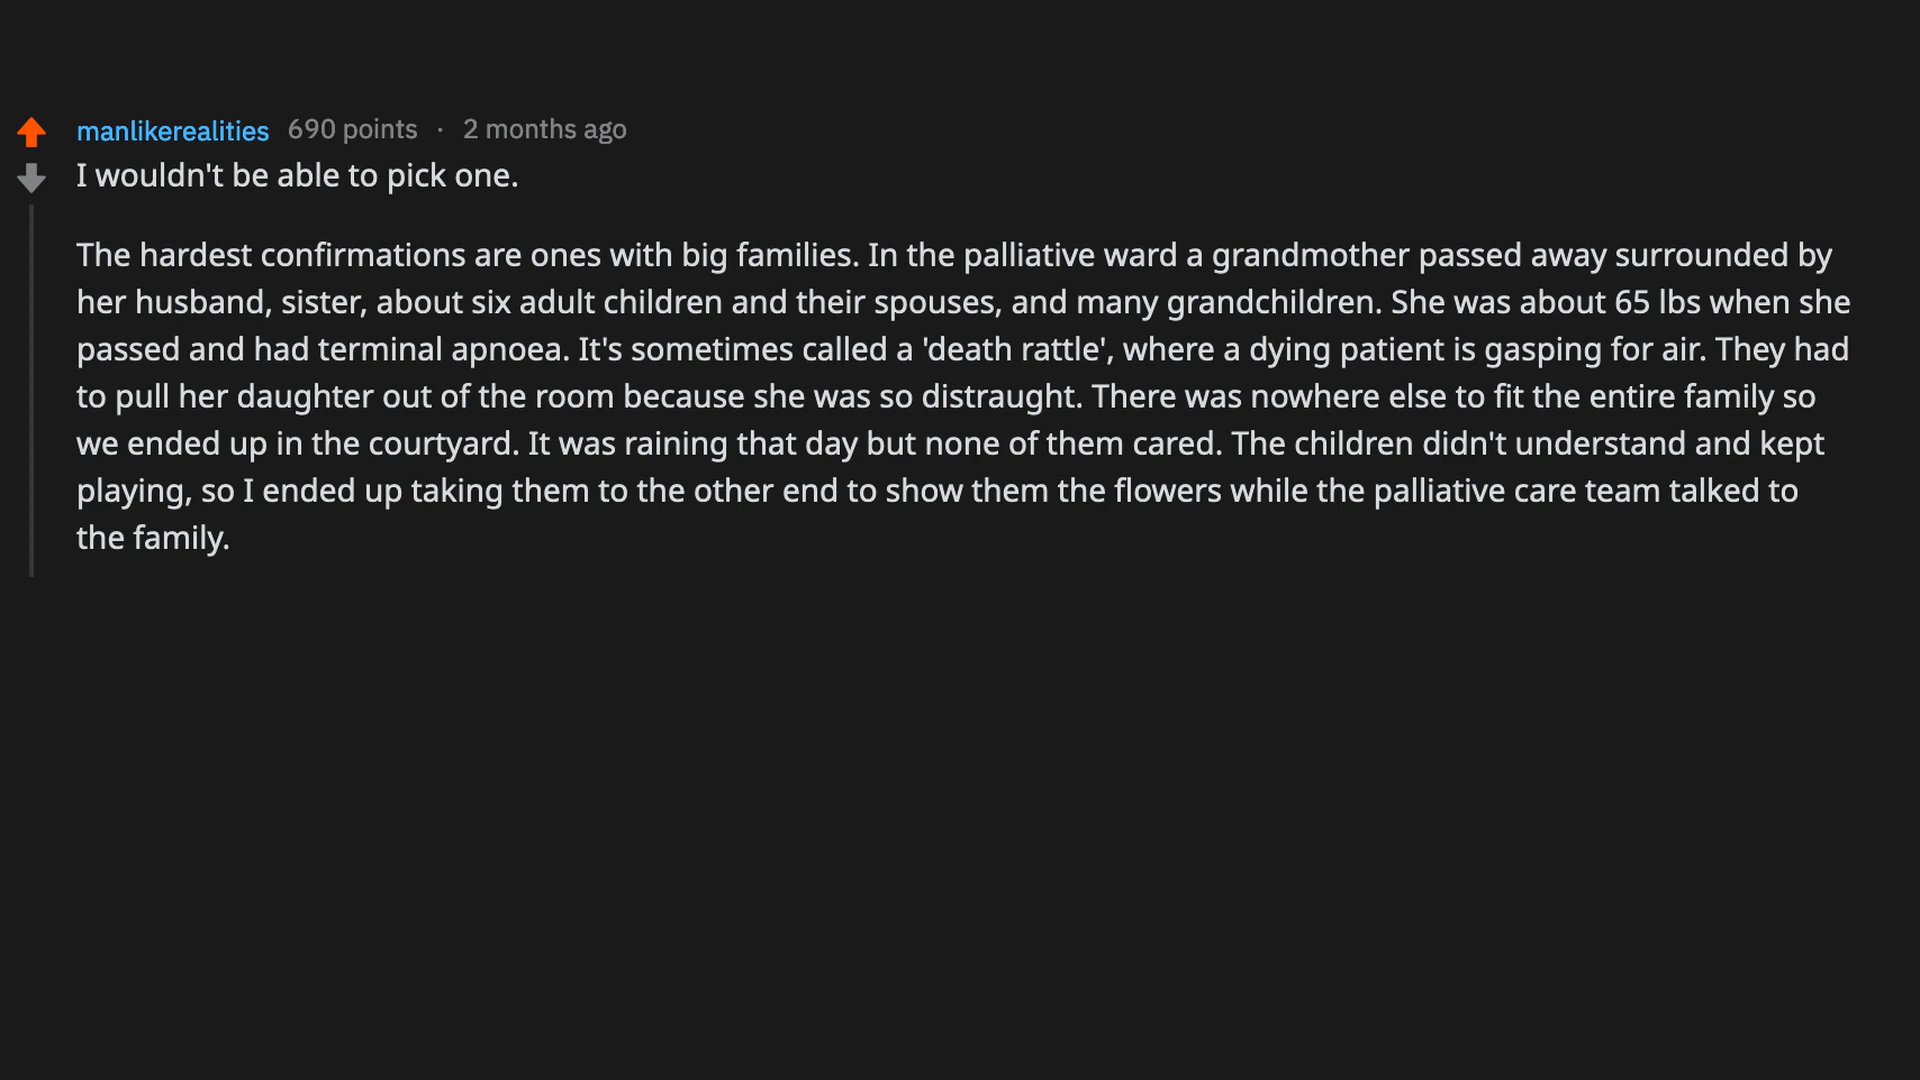 manlikerealities 690 points · 2 months ago
I wouldn't be able to pick one.
The hardest confirmations are ones with big families. In the palliative ward a grandmother passed away surrounded by
her husband, sister, about six adult children and their spouses, and many grandchildren. She was about 65 lbs when she
passed and had terminal apnoea. It's sometimes called a 'death rattle', where a dying patient is gasping for air. They had
to pull her daughter out of the room because she was so distraught. There was nowhere else to fit the entire family so
we ended up in the courtyard. It was raining that day but none of them cared. The children didn't understand and kept
playing, so I ended up taking them to the other end to show them the flowers while the palliative care team talked to
the family.